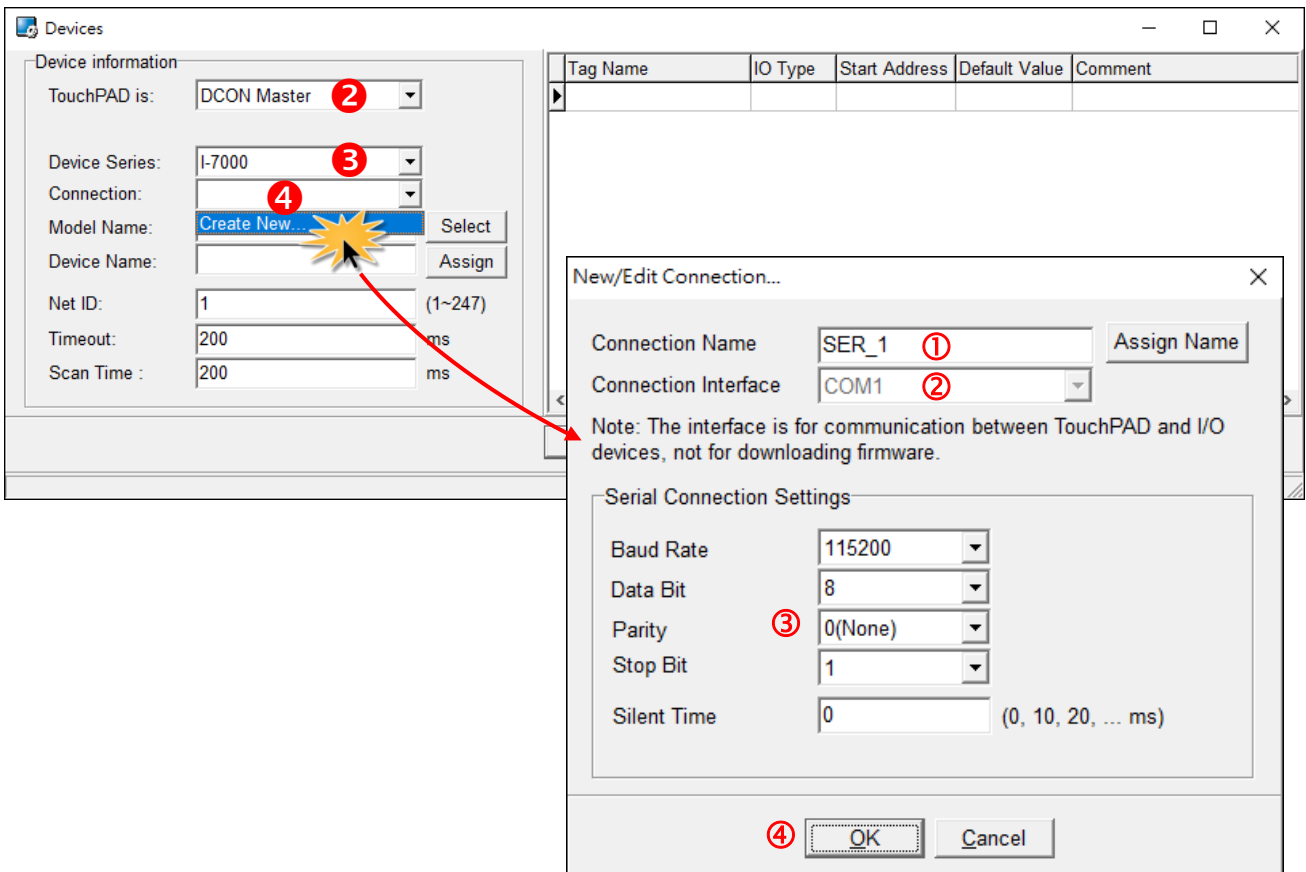 Devices
Device information
TouchPAD is: DCON Master ❷
Device Series: I-7000 ❸
Connection: ❹
Create New...
Model Name: Select
Device Name: Assign
Net ID: 1 (1~247)
Timeout: 200 ms
Scan Time : 200 ms
Tag Name IO Type Start Address Default Value Comment
New/Edit Connection...
Connection Name SER_1 ① Assign Name
Connection Interface COM1 ②
Note: The interface is for communication between TouchPAD and I/O
devices, not for downloading firmware.
Serial Connection Settings
Baud Rate 115200
Data Bit 8
Parity ③ 0(None)
Stop Bit 1
Silent Time 0 (0, 10, 20, ... ms)
④ OK Cancel